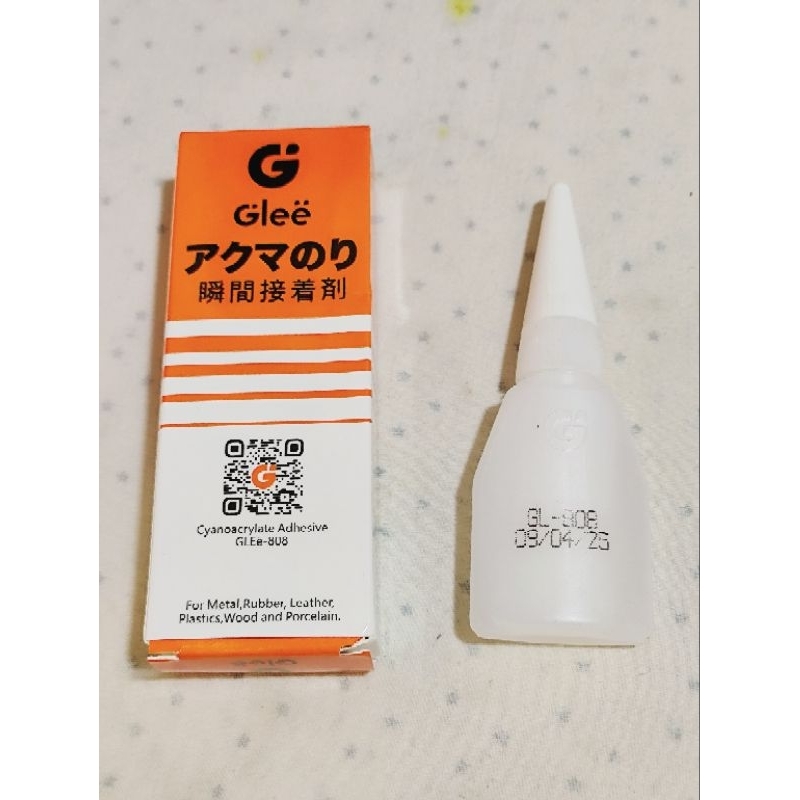 Gleë
アクマのり
瞬間接着剤
Cyanoacrylate Adhesive
GLEe-808
For Metal,Rubber, Leather,
Plastics,Wood and Porcelain.
GL-808
09/04/25